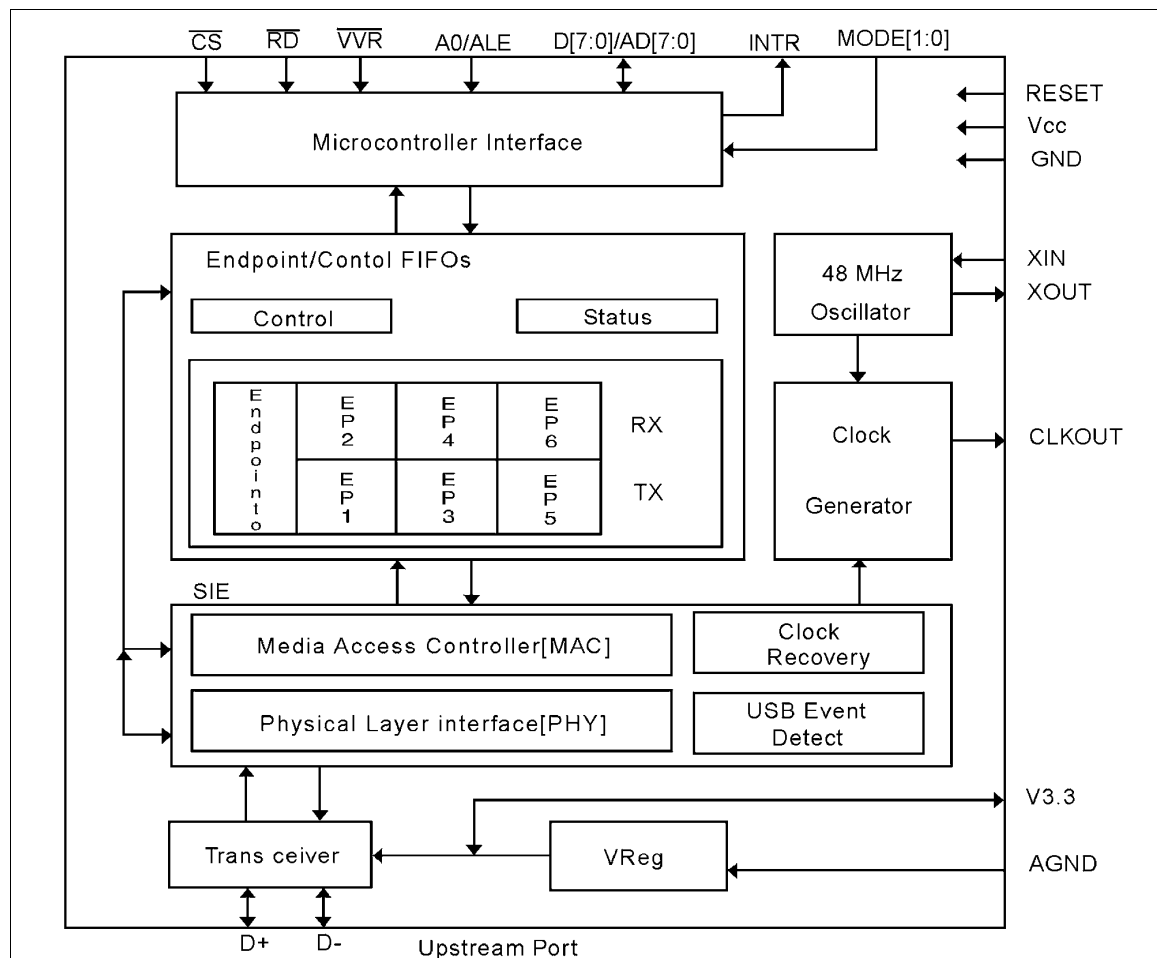 CS RD VVR A0/ALE D[7:0]/AD[7:0] INTR MODE[1:0]
RESET
Vcc
GND
Microcontroller Interface
Endpoint/Contol FIFOs
Control
Status
48 MHz
Oscillator
XIN
XOUT
Endpointo
EP2
EP4
EP6
RX
EP1
EP3
EP5
TX
Clock
Generator
CLKOUT
SIE
Media Access Controller[MAC]
Clock
Recovery
Physical Layer interface[PHY]
USB Event
Detect
V3.3
Trans ceiver
VReg
AGND
D+ D-
Upstream Port